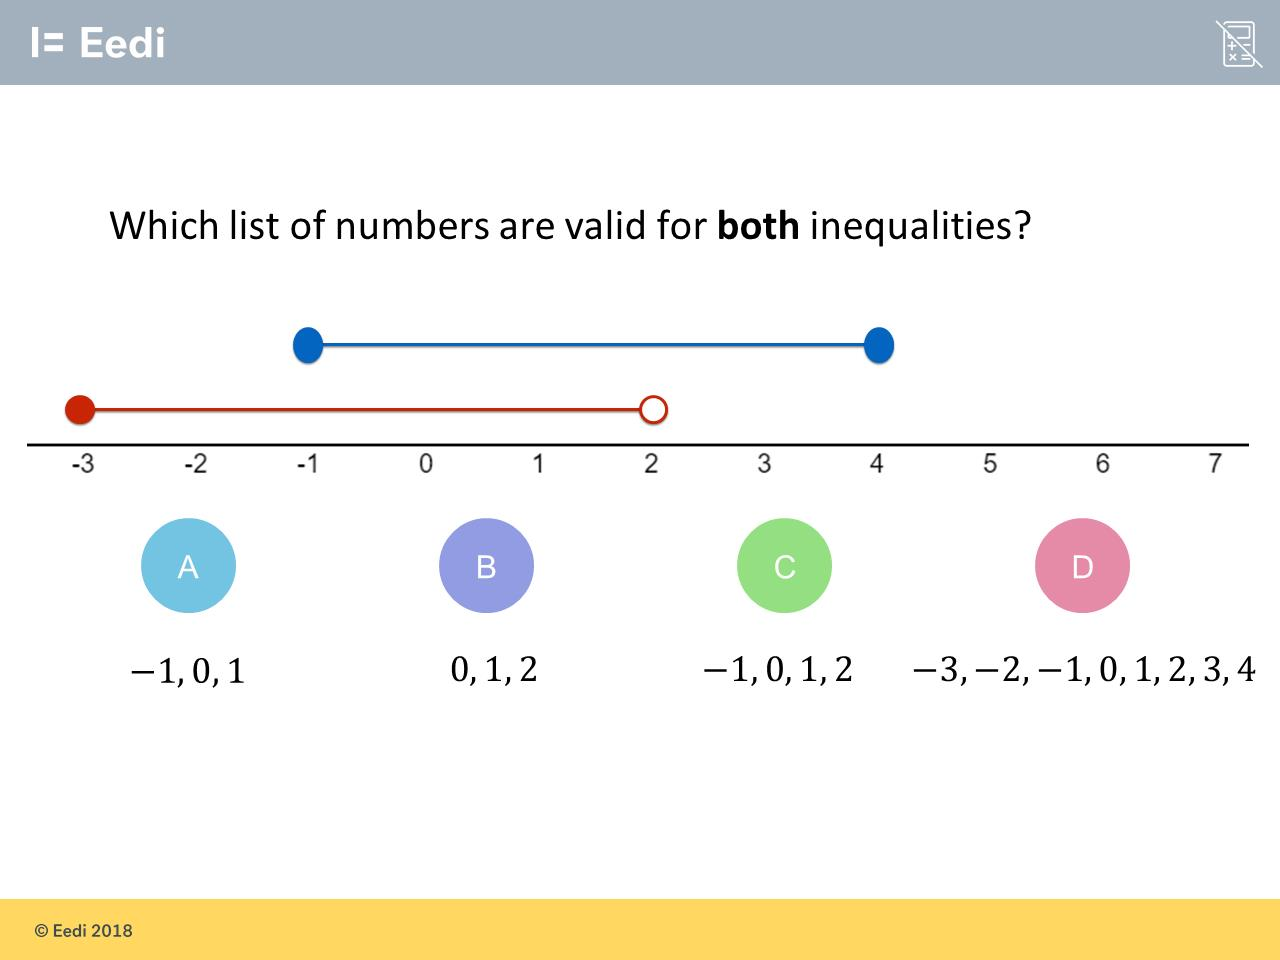 Eedi
Which list of numbers are valid for both inequalities?
-3 -2 -1 0 1 2 3 4 5 6 7
A B C D
−1, 0, 1 0, 1, 2 −1, 0, 1, 2 −3, −2, −1, 0, 1, 2, 3, 4
© Eedi 2018